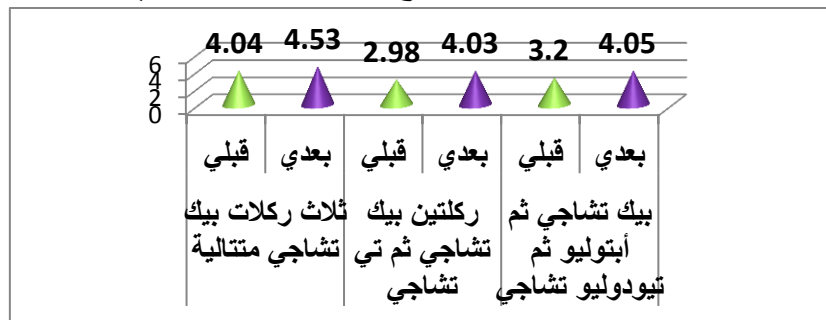 4.04 4.53 2.98 4.03 3.2 4.05
6
4
2
0
قبلي بعدي قبلي بعدي قبلي بعدي
ثلاث ركلات بيك
تشاجي متتالية
ركلتين بيك
تشاجي ثم تي
تشاجي
بيك تشاجي ثم
أبتوليو ثم
تيودوليو تشاجي